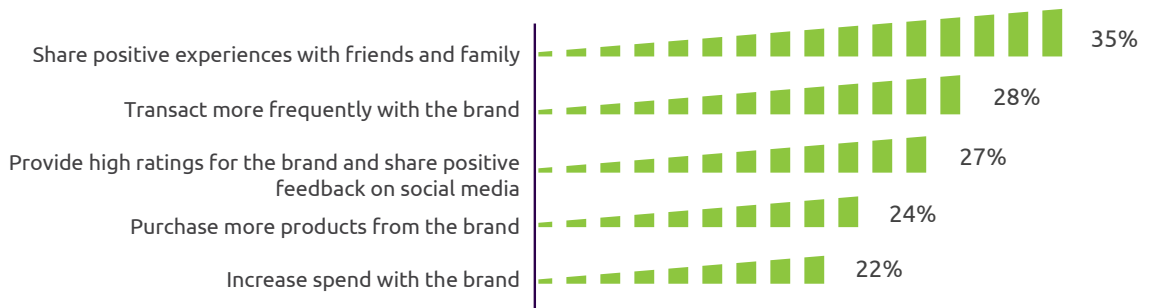 Share positive experiences with friends and family
35%
Transact more frequently with the brand
28%
Provide high ratings for the brand and share positive
feedback on social media
27%
Purchase more products from the brand
24%
Increase spend with the brand
22%